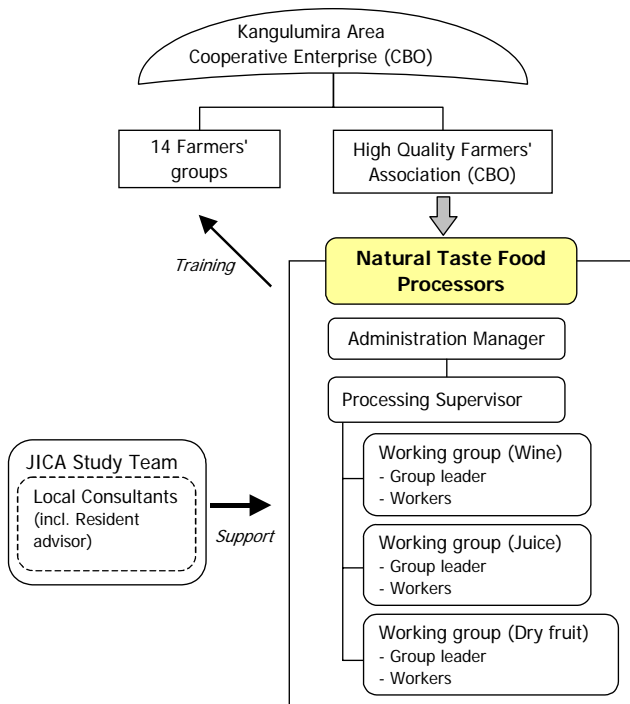 Kangulumira Area
Cooperative Enterprise (CBO)
14 Farmers'
groups
High Quality Farmers'
Association (CBO)
Training
Natural Taste Food
Processors
Administration Manager
Processing Supervisor
Working group (Wine)
- Group leader
- Workers
JICA Study Team
Local Consultants
(incl. Resident
advisor)
Support
Working group (Juice)
- Group leader
- Workers
Working group (Dry fruit)
- Group leader
- Workers